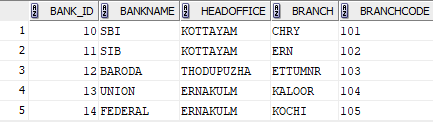 BANK_ID BANKNAME HEADOFFICE BRANCH BRANCHCODE
1 10 SBI KOTTAYAM CHRY 101
2 11 SIB KOTTAYAM ERN 102
3 12 BARODA THODUPUZHA ETTUMNR 103
4 13 UNION ERNAKULM KALOOR 104
5 14 FEDERAL ERNAKULM KOCHI 105